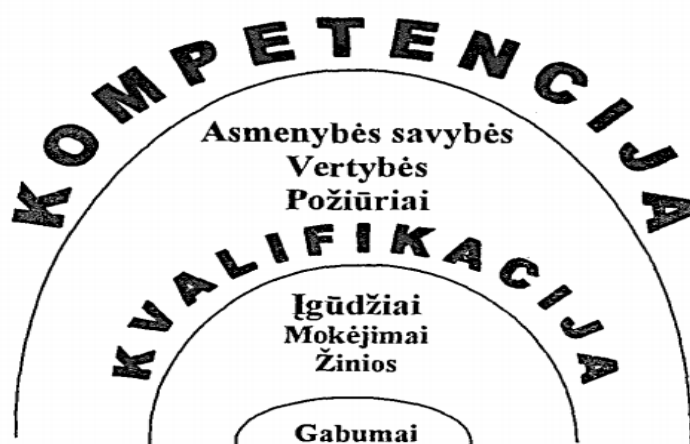 KOMPETENCIJA
Asmenybės savybės
Vertybės
Požiūriai
KVALIFIKACIJA
Įgūdžiai
Mokėjimai
Žinios
Gabumai